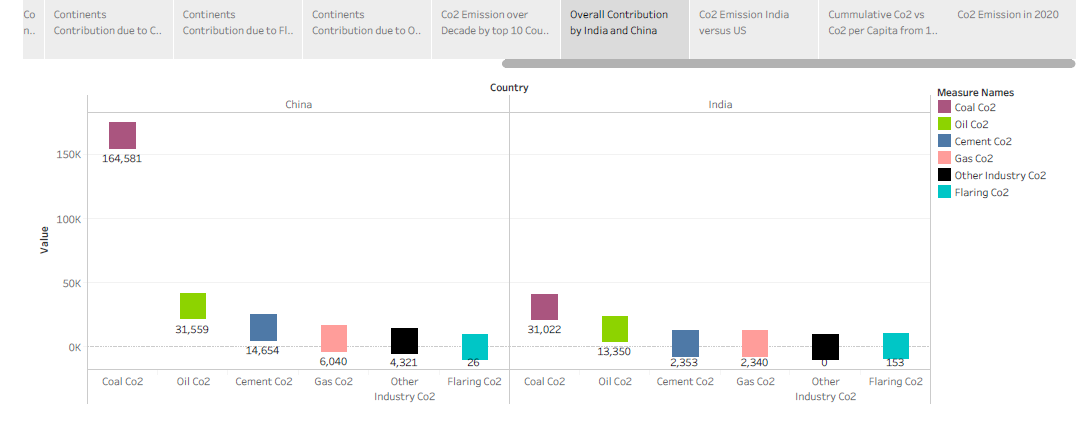 Co
n..
Continents
Contribution due to C..
Continents
Contribution due to Fl..
Continents
Contribution due to O..
Co2 Emission over
Decade by top 10 Cou..
Overall Contribution
by India and China
Co2 Emission India
versus US
Cummulative Co2 vs
Co2 per Capita from 1..
Co2 Emission in 2020
Country
China
India
Value
150K
100K
50K
0K
164,581
31,559
14,654
6,040
4,321
26
31,022
13,350
2,353
2,340
0
153
Coal Co2
Oil Co2
Cement Co2
Gas Co2
Other
Industry Co2
Flaring Co2
Coal Co2
Oil Co2
Cement Co2
Gas Co2
Other
Industry Co2
Flaring Co2
Measure Names
Coal Co2
Oil Co2
Cement Co2
Gas Co2
Other Industry Co2
Flaring Co2